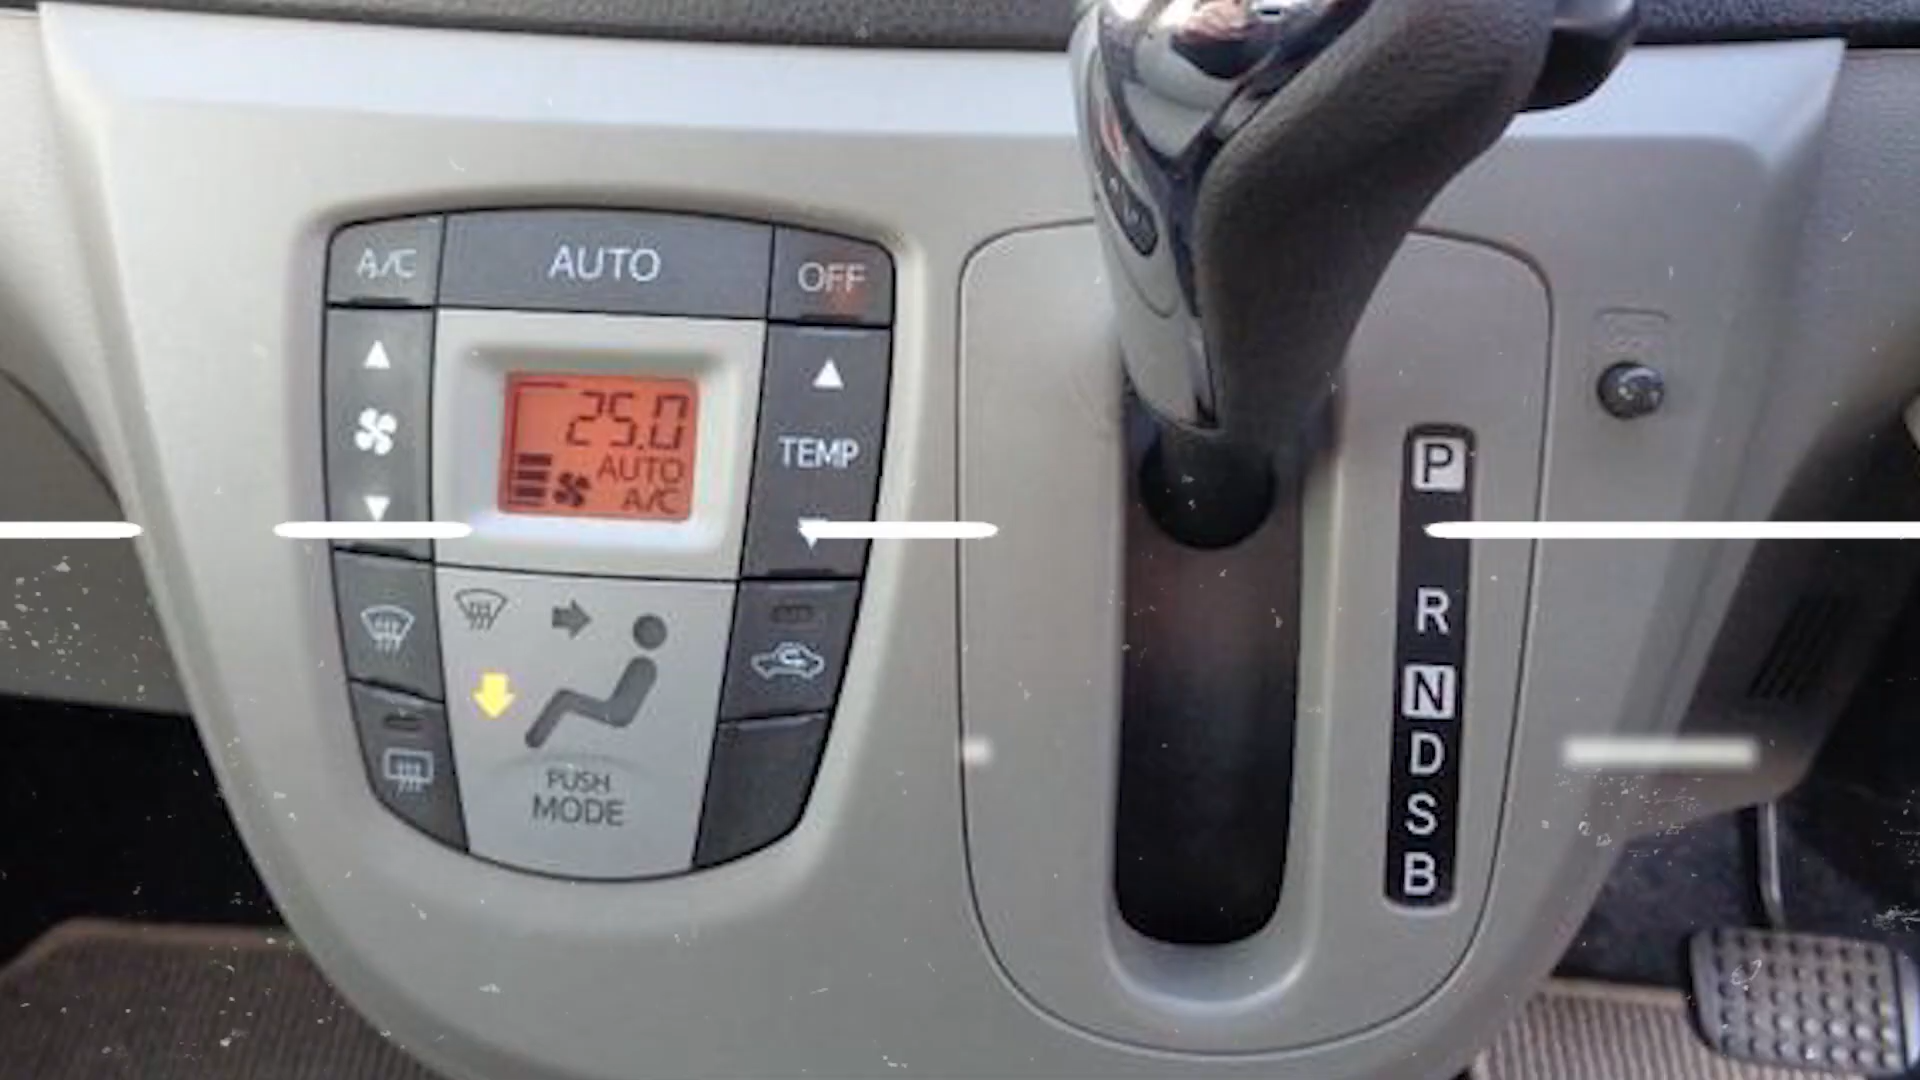 A/C AUTO OFF
25.0
AUTO
A/C
TEMP
PUSH
MODE
P
R
N
D
S
B